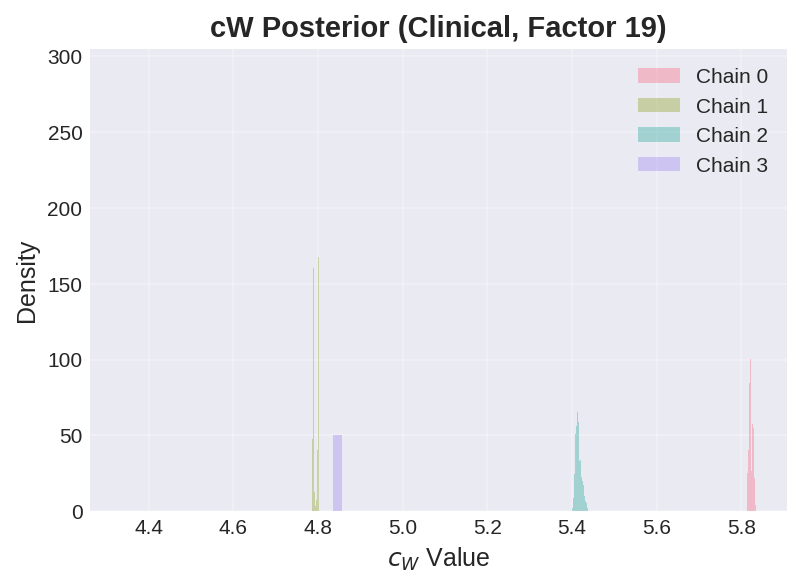 cW Posterior (Clinical, Factor 19)
300
250
200
150
100
50
0
Density
Chain 0
Chain 1
Chain 2
Chain 3
4.4 4.6 4.8 5.0 5.2 5.4 5.6 5.8
cW Value